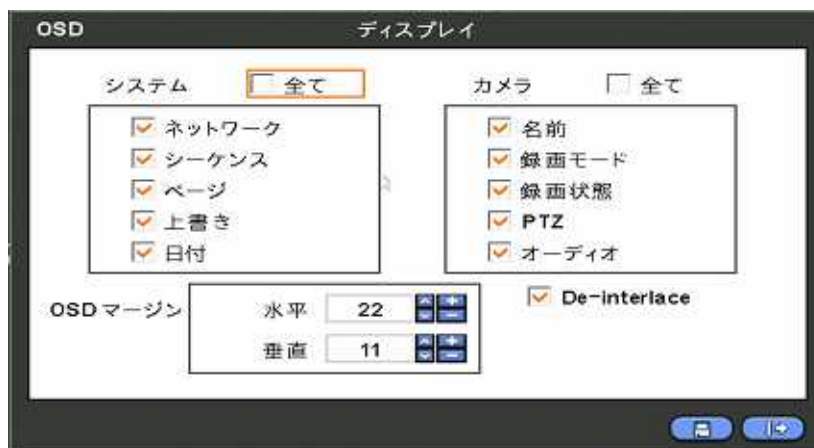 OSD ディスプレイ
システム 全て
ネットワーク
シーケンス
ページ
上書き
日付
カメラ 全て
名前
録画モード
録画状態
PTZ
オーディオ
OSDマージン
水平 22
垂直 11
De-interlace